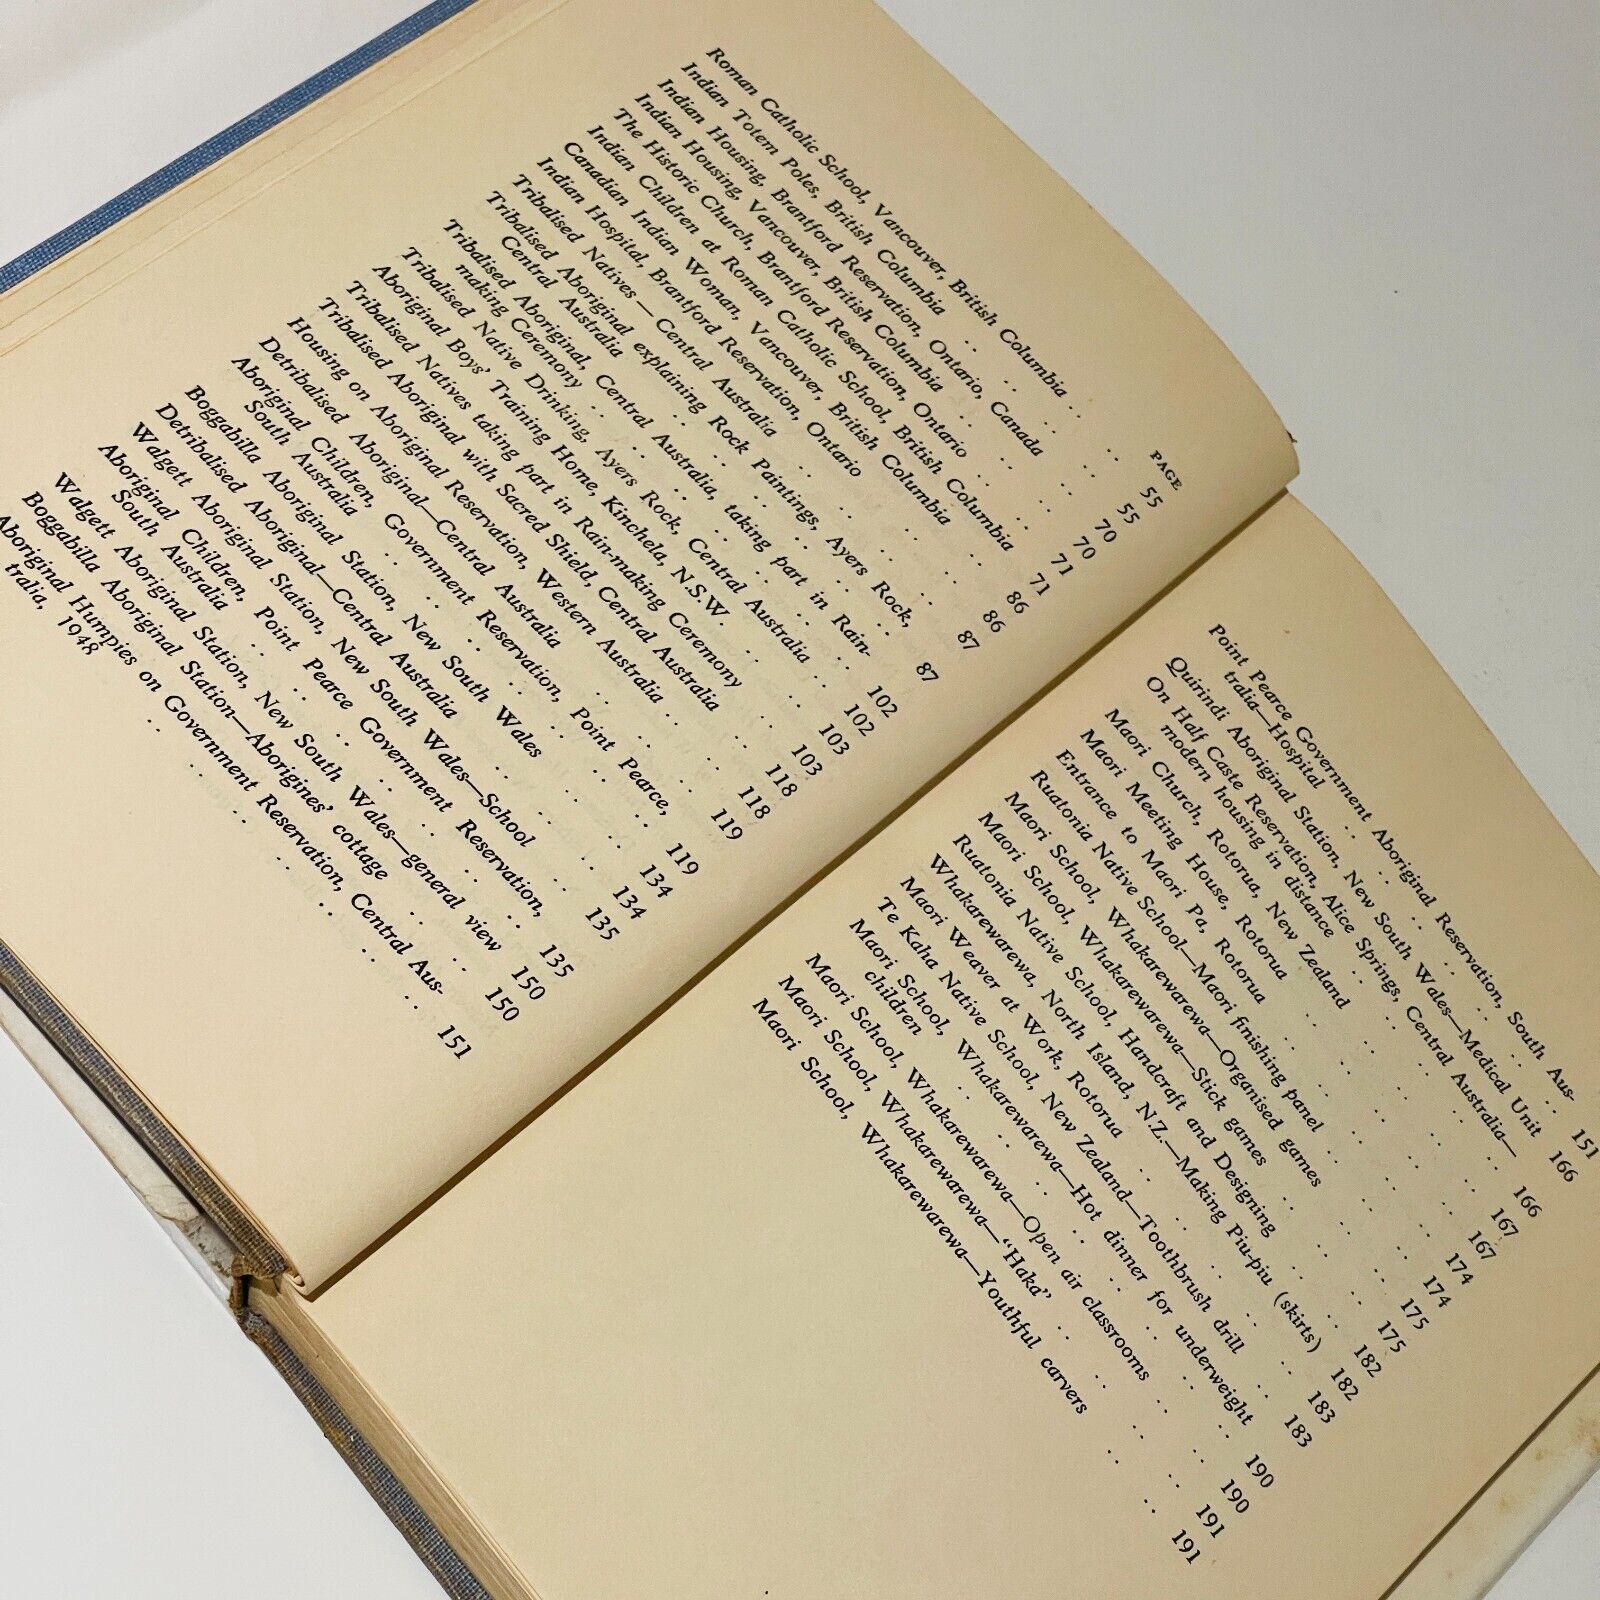 PAGE
Roman Catholic School, Vancouver, British Columbia .. 55
Indian Totem Poles, British Columbia .. .. 55
Indian Housing, Brantford Reservation, Ontario, Canada .. 70
Indian Housing, Vancouver, British Columbia .. .. 70
The Historic Church, Brantford Reservation, Ontario .. 71
Indian Children at Roman Catholic School, British Columbia 71
Canadian Indian Woman, Vancouver, British Columbia .. 86
Indian Hospital, Brantford Reservation, Ontario .. .. 86
Tribalised Natives—Central Australia .. .. .. 87
Tribalised Aboriginal explaining Rock Paintings, Ayers Rock,
Central Australia .. .. .. .. 87
Tribalised Aboriginal, Central Australia, taking part in Rain-
making Ceremony .. .. .. .. 102
Tribalised Native Drinking, Ayers Rock, Central Australia .. 102
Aboriginal Boys' Training Home, Kinchela, N.S.W. .. 103
Tribalised Natives taking part in Rain-making Ceremony .. 103
Tribalised Aboriginal with Sacred Shield, Central Australia .. 118
Housing on Aboriginal Reservation, Western Australia .. 118
Detribalised Aboriginal—Central Australia .. .. 119
Aboriginal Children, Government Reservation, Point Pearce,
South Australia .. .. .. .. 119
Boggabilla Aboriginal Station, New South Wales .. .. 134
Detribalised Aboriginal—Central Australia .. .. 134
Walgett Aboriginal Station, New South Wales—School .. 135
Aboriginal Children, Point Pearce Government Reservation,
South Australia .. .. .. .. 135
Walgett Aboriginal Station, New South Wales—general view 150
Boggabilla Aboriginal Station—Aborigines' cottage .. .. 150
Aboriginal Humpies on Government Reservation, Central Aus-
tralia, 1948 .. .. .. .. 151
Point Pearce Government Aboriginal Reservation, South Aus-
tralia—Hospital .. .. .. .. 151
Quirindi Aboriginal Station, New South Wales—Medical Unit 166
On Half Caste Reservation, Alice Springs, Central Australia—
modern housing in distance .. .. .. 166
Maori Church, Rotorua, New Zealand .. .. 167
Maori Meeting House, Rotorua .. .. .. 167
Entrance to Maori Pa, Rotorua .. .. .. 174
Ruatonia Native School—Maori finishing panel .. .. 174
Maori School, Whakarewarewa—Organised games .. 175
Maori School, Whakarewarewa—Stick games .. .. 175
Ruatonia Native School, Handcraft and Designing .. 182
Whakarewarewa, North Island, N.Z.—Making Piu-piu (skirts) 182
Maori Weaver at Work, Rotorua .. .. .. 183
Te Kaha Native School, New Zealand—Toothbrush drill .. 183
Maori School, Whakarewarewa—Hot dinner for underweight
children .. .. .. .. 190
Maori School, Whakarewarewa—Open air classrooms .. 190
Maori School, Whakarewarewa—"Haka" .. .. 191
Maori School, Whakarewarewa—Youthful carvers .. .. 191